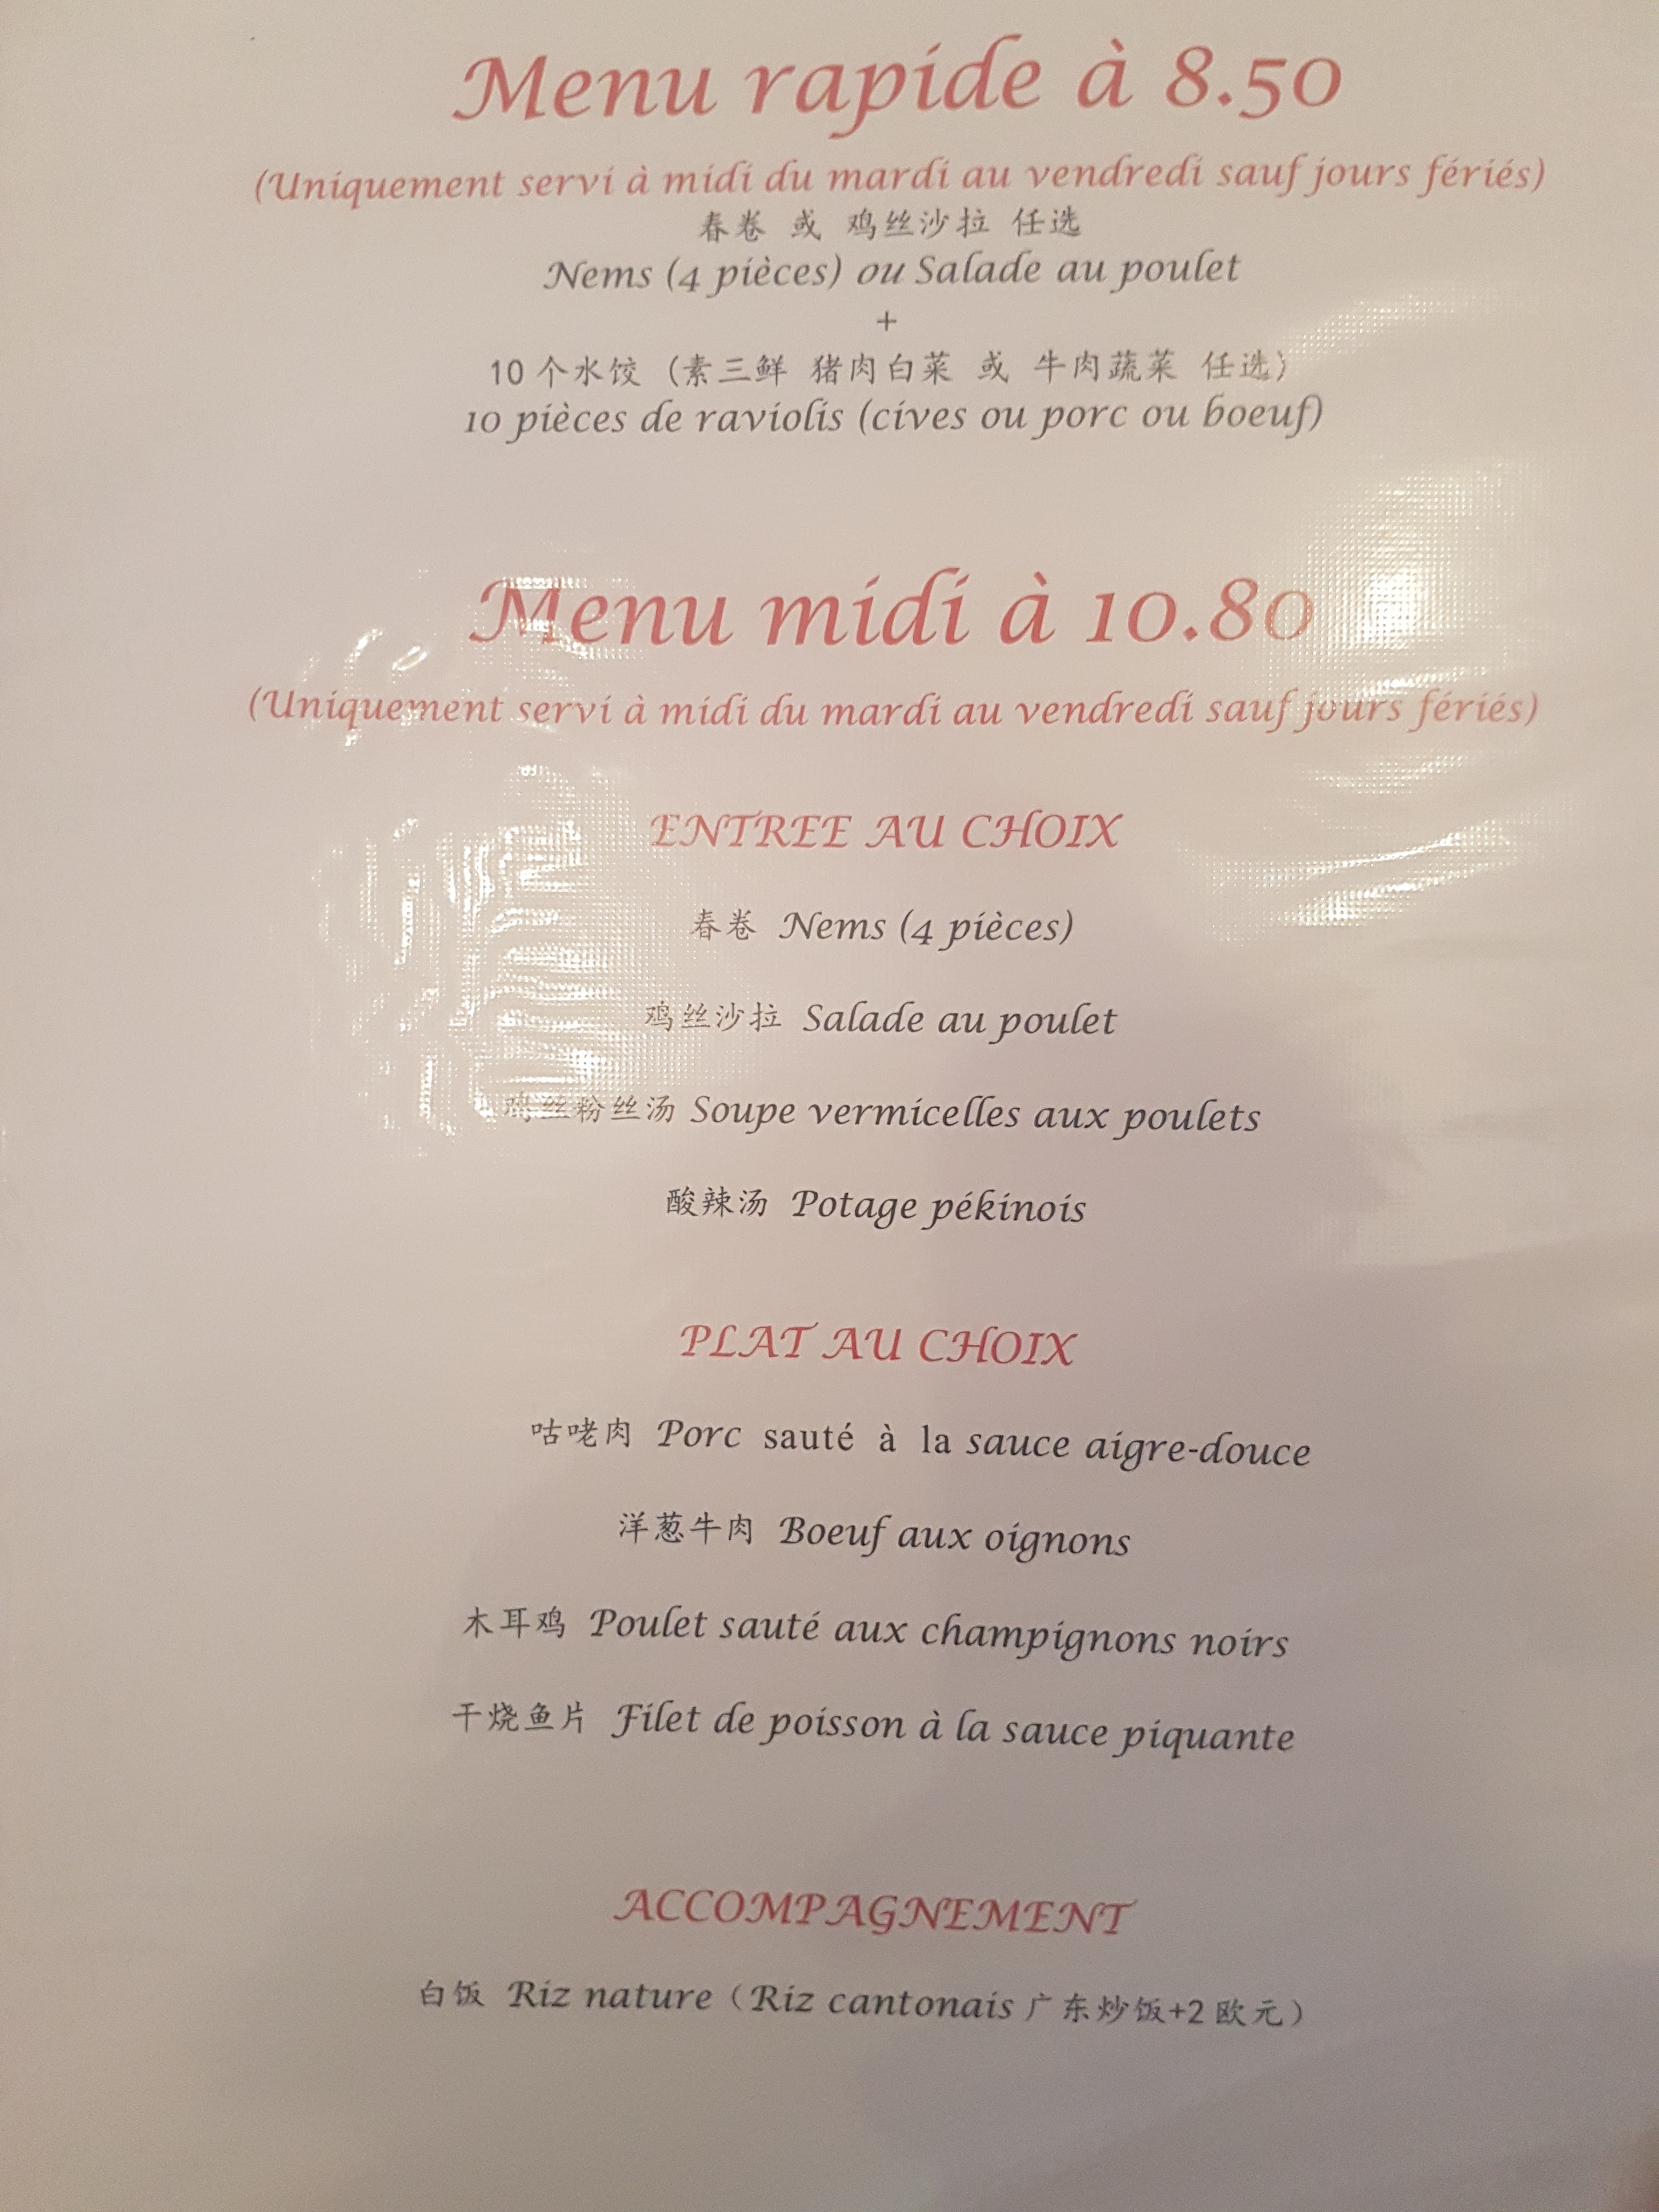 Menu rapide à 8.50
(Uniquement servi à midi du mardi au vendredi sauf jours fériés)
春卷 或 鸡丝沙拉 任选
Nems (4 pièces) ou Salade au poulet
+
10 个水饺 (素三鲜 猪肉白菜 或 牛肉蔬菜 任选)
10 pièces de raviolis (cives ou porc ou boeuf)
Menu midi à 10.80
(Uniquement servi à midi du mardi au vendredi sauf jours fériés)
ENTREE AU CHOIX
春卷 Nems (4 pièces)
鸡丝沙拉 Salade au poulet
鸡丝粉丝汤 Soupe vermicelles aux poulets
酸辣汤 Potage pékinois
PLAT AU CHOIX
咕咾肉 Porc sauté à la sauce aigre-douce
洋葱牛肉 Boeuf aux oignons
木耳鸡 Poulet sauté aux champignons noirs
干烧鱼片 Filet de poisson à la sauce piquante
ACCOMPAGNEMENT
白饭 Riz nature（Riz cantonais 广东炒饭+2 欧元）